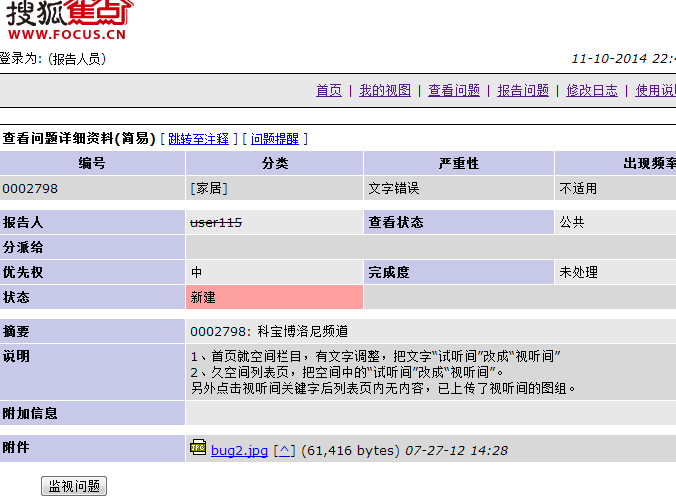 搜狐焦点
WWW.FOCUS.CN
登录为: (报告人员)
11-10-2014 22:4
首页 | 我的视图 | 查看问题 | 报告问题 | 修改日志 | 使用说
查看问题详细资料(简易) [ 跳转至注释 ] [ 问题提醒 ]
编号 分类 严重性 出现频率
0002798 [家居] 文字错误 不适用
报告人 user115 查看状态 公共
分派给
优先权 中 完成度 未处理
状态 新建
摘要 0002798: 科宝博洛尼频道
说明 1、首页就空间栏目，有文字调整，把文字“试听间”改成“视听间”
2、久空间列表页，把空间中的“试听间”改成“视听间”。
另外点击视听间关键字后列表页内无内容，已上传了视听间的图组。
附加信息
附件 JPG bug2.jpg [^] (61,416 bytes) 07-27-12 14:28
监视问题